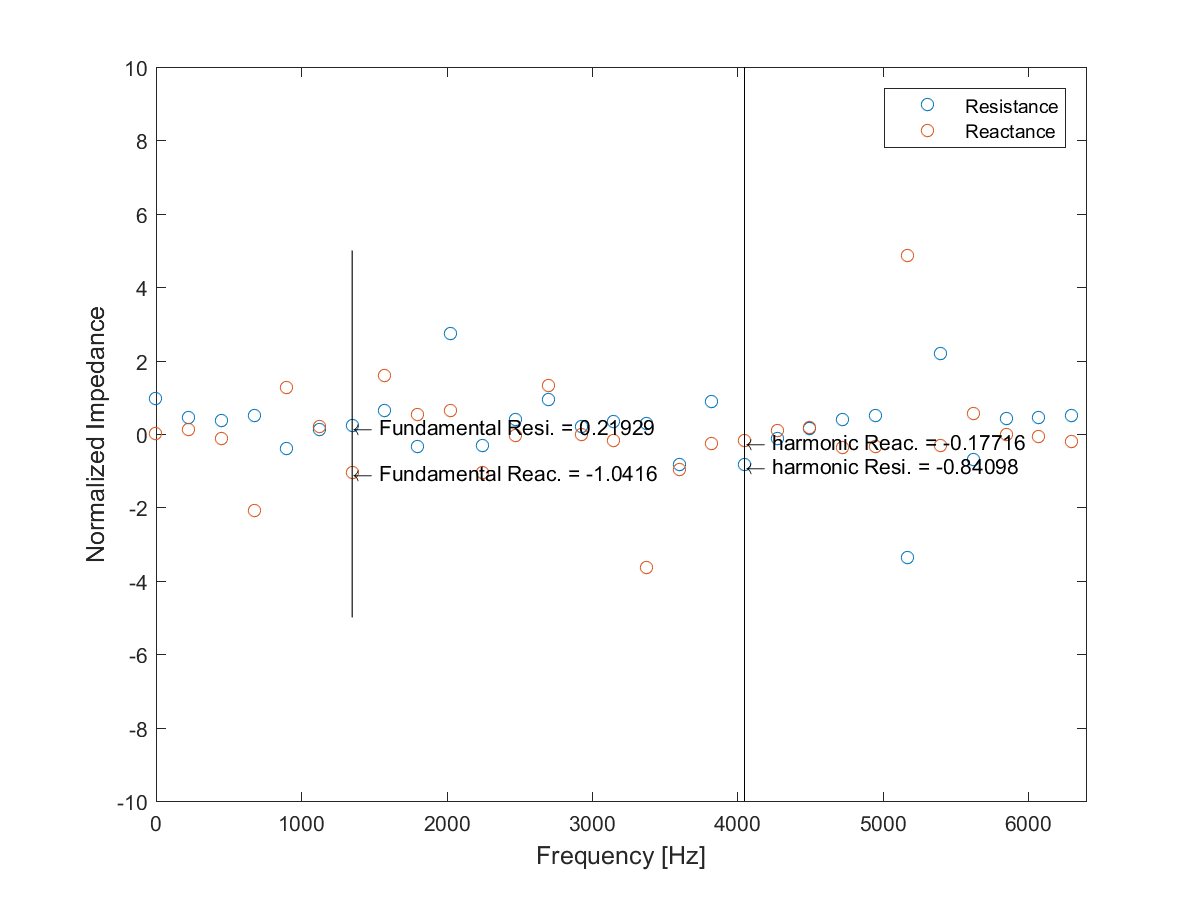 10
8
6
4
2
0
-2
-4
-6
-8
-10
Normalized Impedance
Resistance
Reactance
← Fundamental Resi. = 0.21929
← Fundamental Reac. = -1.0416
← harmonic Reac. = -0.17716
← harmonic Resi. = -0.84098
0 1000 2000 3000 4000 5000 6000
Frequency [Hz]